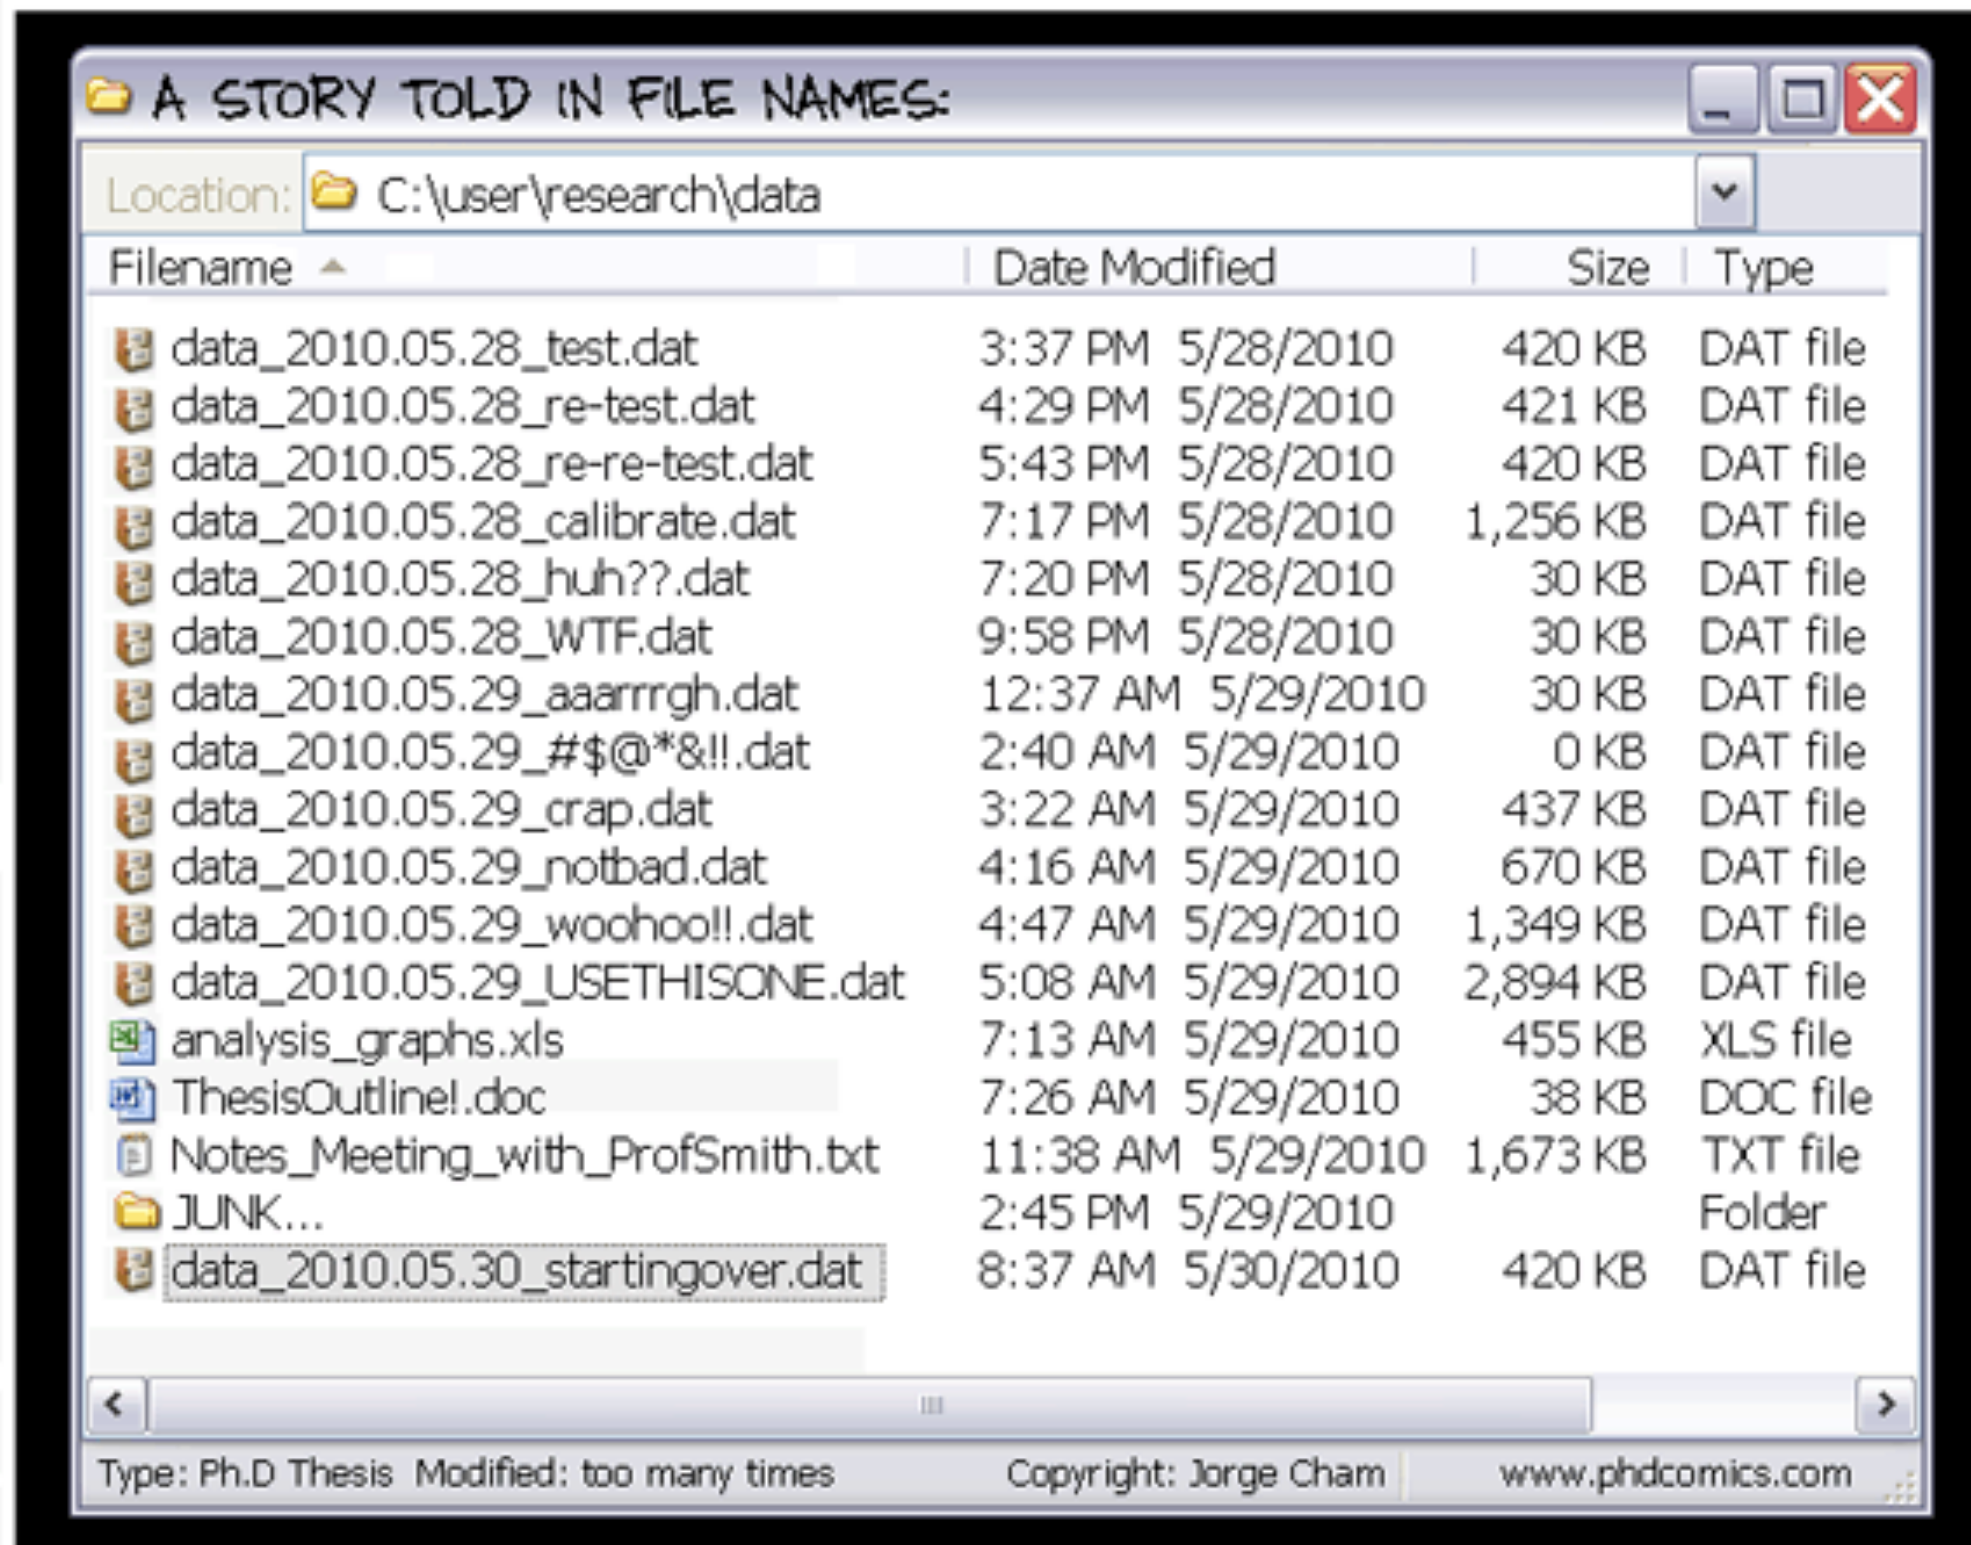 A STORY TOLD IN FILE NAMES:
Location: C:\user\research\data
Filename Date Modified Size Type
data_2010.05.28_test.dat 3:37 PM 5/28/2010 420 KB DAT file
data_2010.05.28_re-test.dat 4:29 PM 5/28/2010 421 KB DAT file
data_2010.05.28_re-re-test.dat 5:43 PM 5/28/2010 420 KB DAT file
data_2010.05.28_calibrate.dat 7:17 PM 5/28/2010 1,256 KB DAT file
data_2010.05.28_huh??.dat 7:20 PM 5/28/2010 30 KB DAT file
data_2010.05.28_WTF.dat 9:58 PM 5/28/2010 30 KB DAT file
data_2010.05.29_aaarrrgh.dat 12:37 AM 5/29/2010 30 KB DAT file
data_2010.05.29_#$@*&!!.dat 2:40 AM 5/29/2010 0 KB DAT file
data_2010.05.29_crap.dat 3:22 AM 5/29/2010 437 KB DAT file
data_2010.05.29_notbad.dat 4:16 AM 5/29/2010 670 KB DAT file
data_2010.05.29_woohoo!!.dat 4:47 AM 5/29/2010 1,349 KB DAT file
data_2010.05.29_USETHISONE.dat 5:08 AM 5/29/2010 2,894 KB DAT file
analysis_graphs.xls 7:13 AM 5/29/2010 455 KB XLS file
ThesisOutline!.doc 7:26 AM 5/29/2010 38 KB DOC file
Notes_Meeting_with_ProfSmith.txt 11:38 AM 5/29/2010 1,673 KB TXT file
JUNK... 2:45 PM 5/29/2010 Folder
data_2010.05.30_startingover.dat 8:37 AM 5/30/2010 420 KB DAT file
Type: Ph.D Thesis Modified: too many times Copyright: Jorge Cham www.phdcomics.com